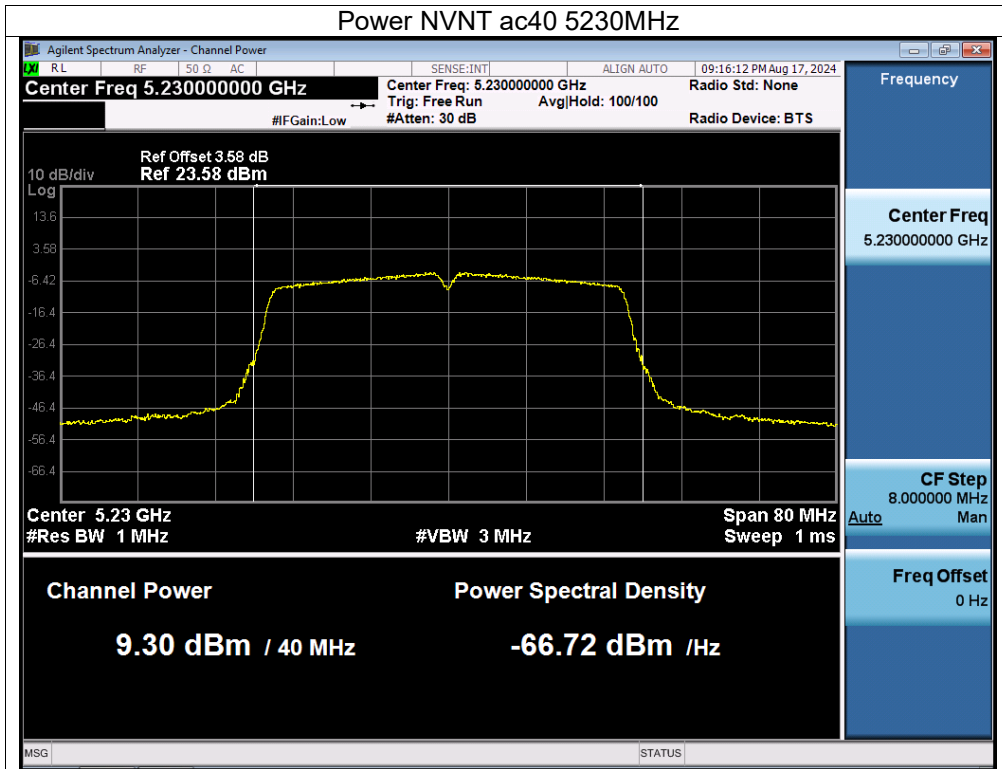 Power NVNT ac40 5230MHz
Agilent Spectrum Analyzer - Channel Power
LXI RL RF 50 Ω AC SENSE:INT ALIGN AUTO 09:16:12 PM Aug 17, 2024
Center Freq 5.230000000 GHz
Center Freq: 5.230000000 GHz Radio Std: None
Trig: Free Run Avg|Hold: 100/100
#IFGain:Low #Atten: 30 dB Radio Device: BTS
Frequency
Ref Offset 3.58 dB
10 dB/div Ref 23.58 dBm
Log
13.6
3.58
-6.42
-16.4
-26.4
-36.4
-46.4
-56.4
-66.4
Center 5.23 GHz Span 80 MHz
#Res BW 1 MHz #VBW 3 MHz Sweep 1 ms
Channel Power Power Spectral Density
9.30 dBm / 40 MHz -66.72 dBm /Hz
Center Freq
5.230000000 GHz
CF Step
8.000000 MHz
Auto Man
Freq Offset
0 Hz
MSG STATUS